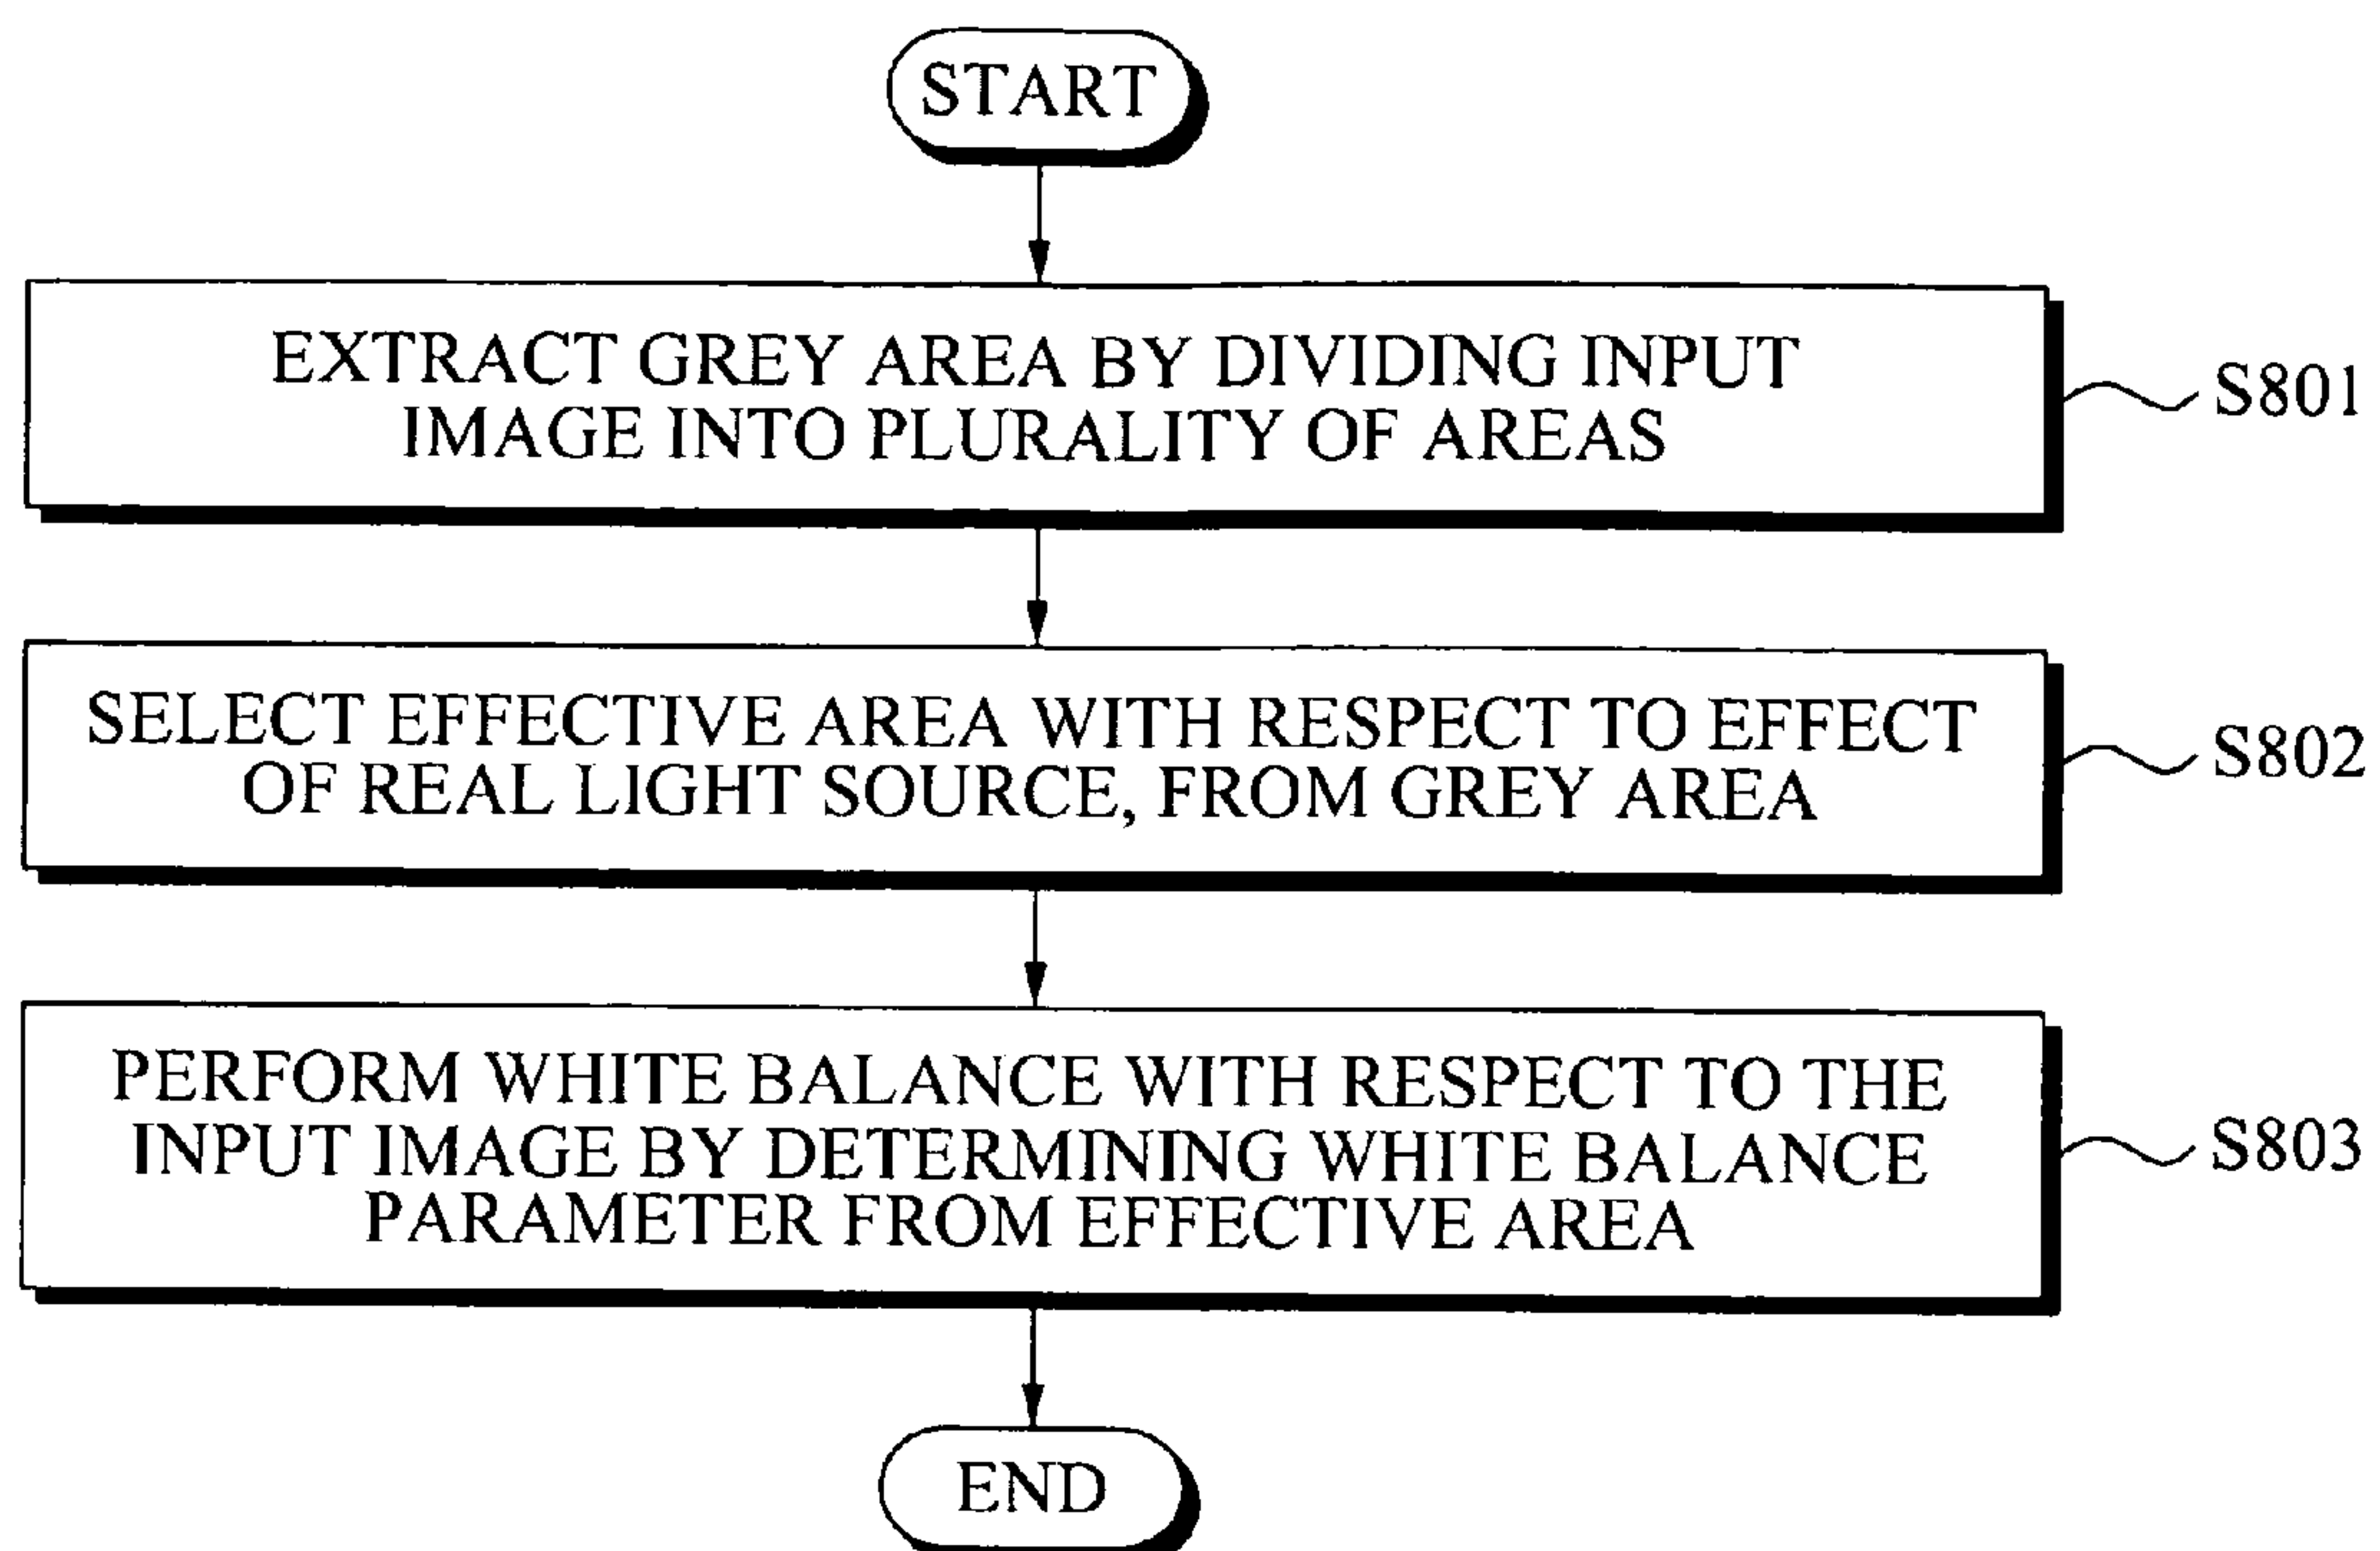 START
EXTRACT GREY AREA BY DIVIDING INPUT
IMAGE INTO PLURALITY OF AREAS
S801
SELECT EFFECTIVE AREA WITH RESPECT TO EFFECT
OF REAL LIGHT SOURCE, FROM GREY AREA
S802
PERFORM WHITE BALANCE WITH RESPECT TO THE
INPUT IMAGE BY DETERMINING WHITE BALANCE
PARAMETER FROM EFFECTIVE AREA
S803
END